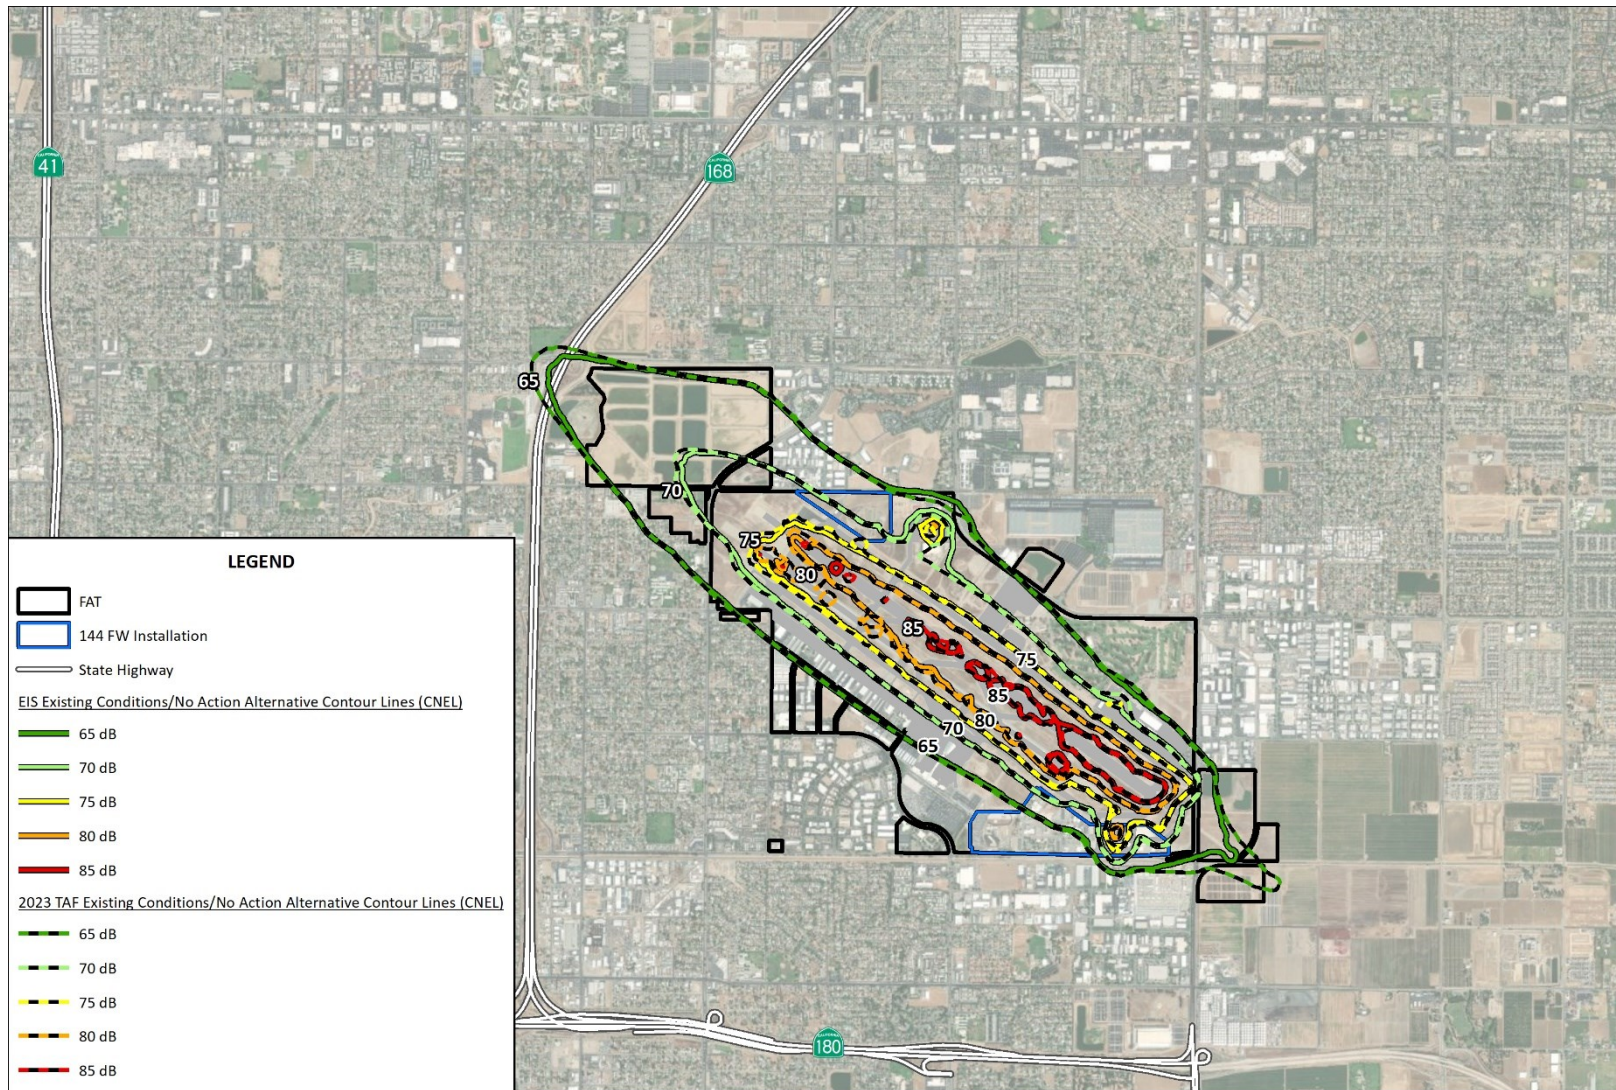 CALIFORNIA
41
CALIFORNIA
168
65
70
75
80
85
75
85
80
70
65
LEGEND
FAT
144 FW Installation
State Highway
EIS Existing Conditions/No Action Alternative Contour Lines (CNEL)
65 dB
70 dB
75 dB
80 dB
85 dB
2023 TAF Existing Conditions/No Action Alternative Contour Lines (CNEL)
65 dB
70 dB
75 dB
80 dB
85 dB
CALIFORNIA
180